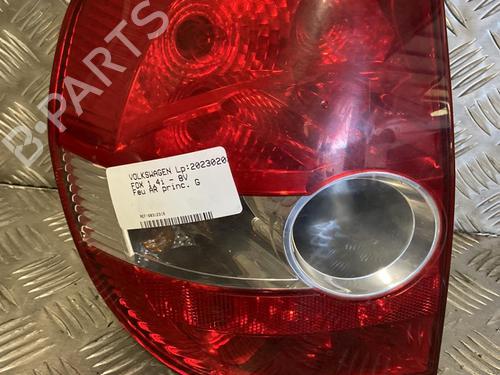 B-Parts
VOLKSWAGEN Lp:2023020
FOX 1.4i - 8V
Feu AR princ. G